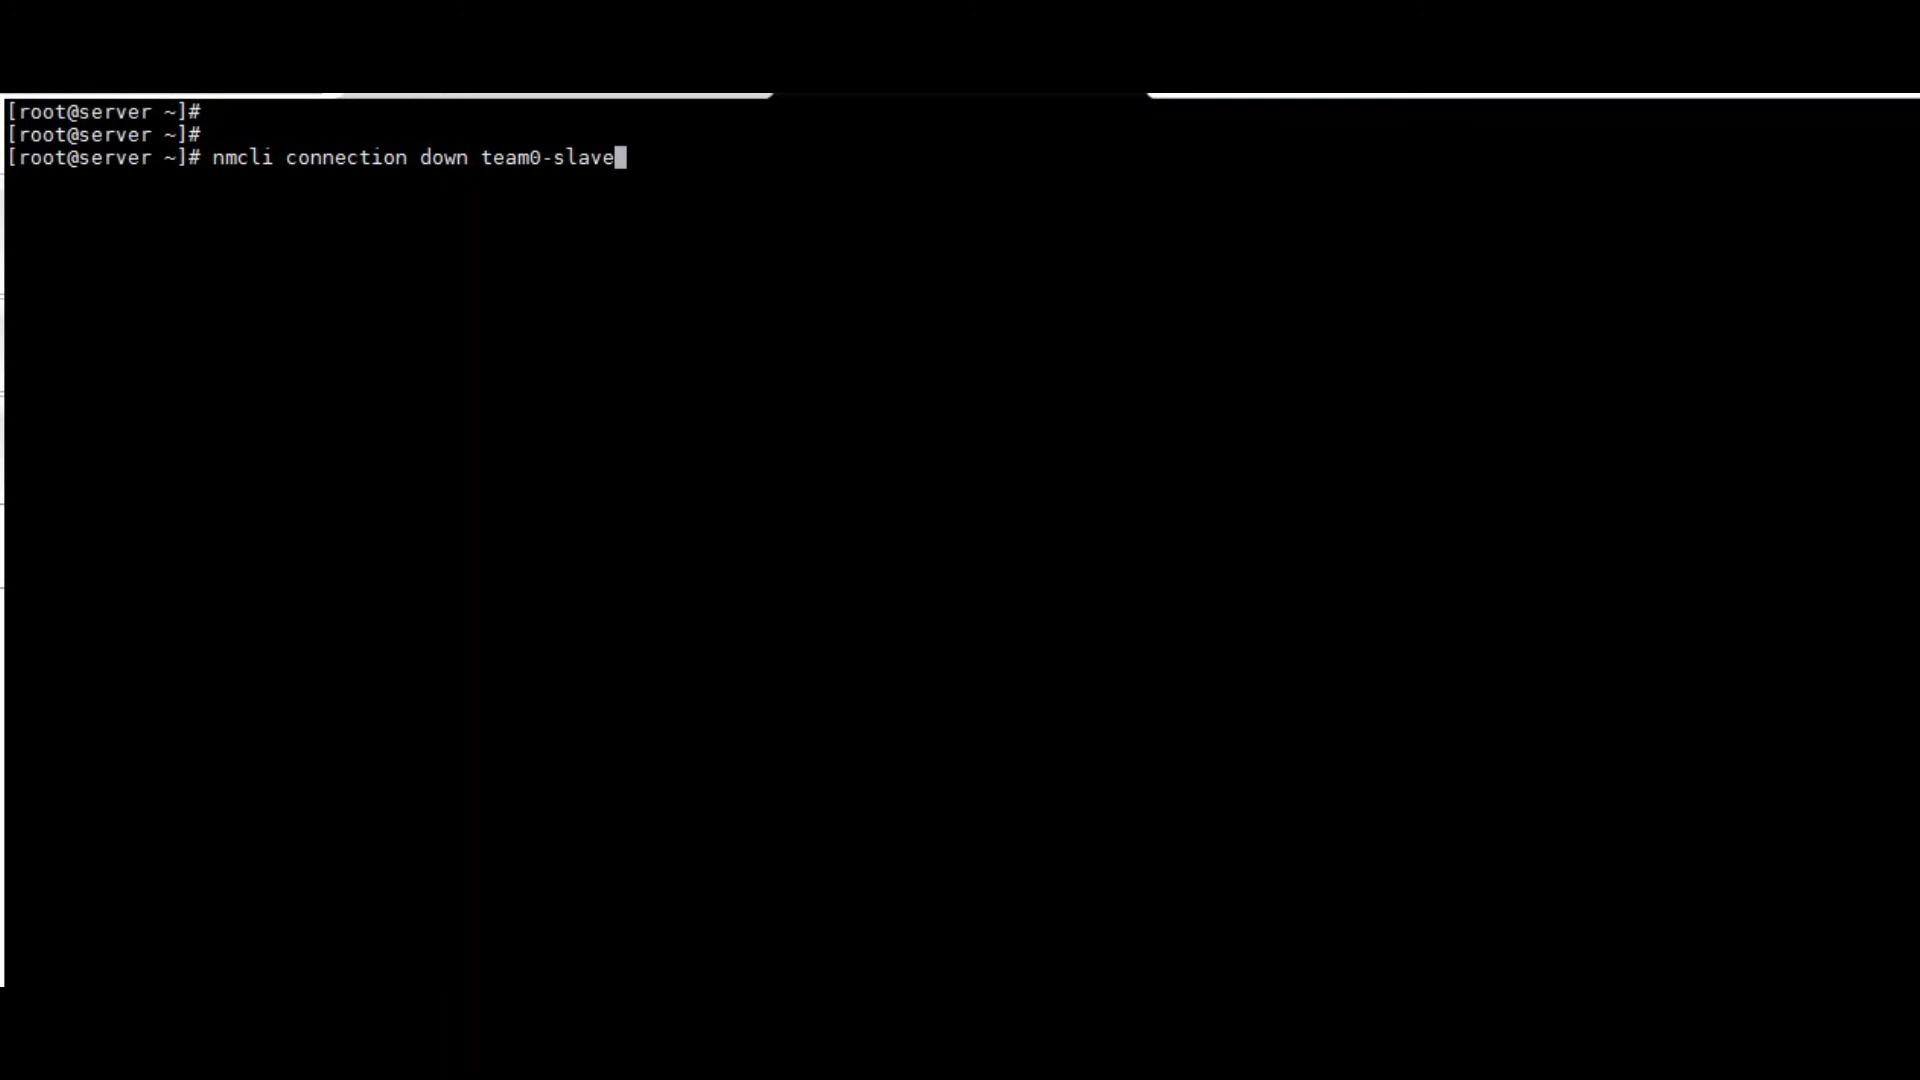 [root@server ~]#
[root@server ~]#
[root@server ~]# nmcli connection down team0-slave